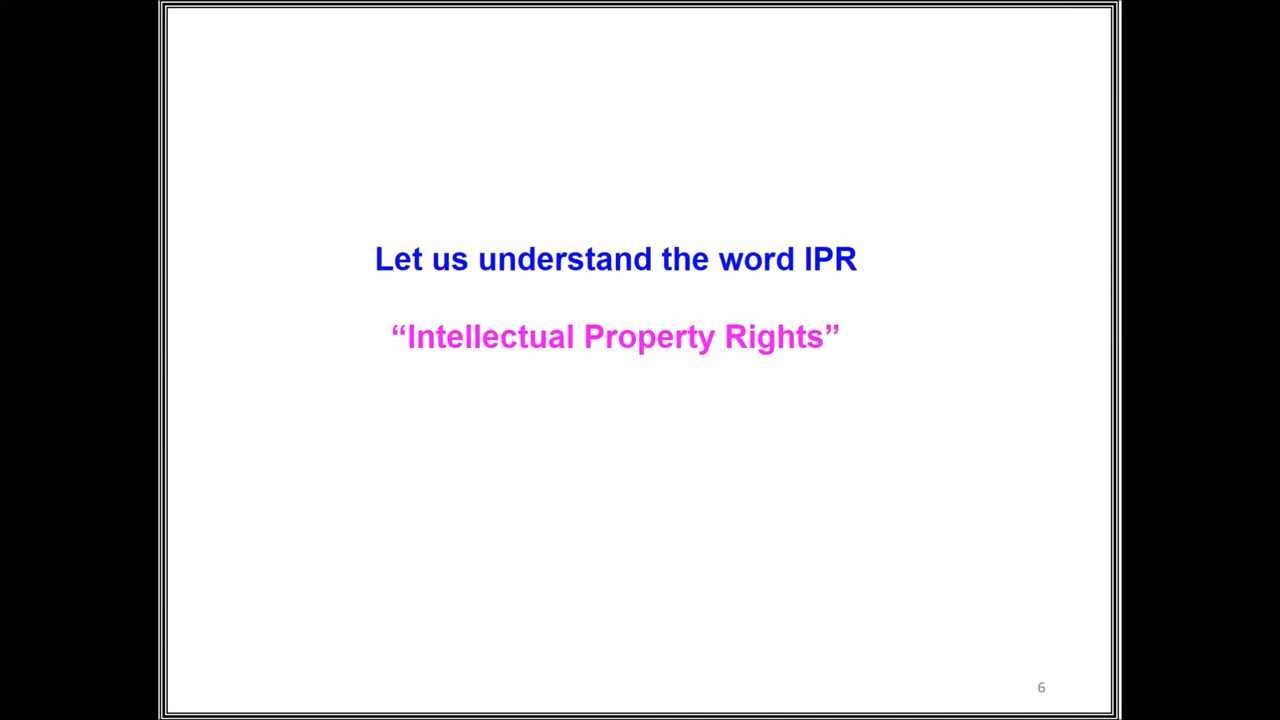 Let us understand the word IPR
“Intellectual Property Rights”
6